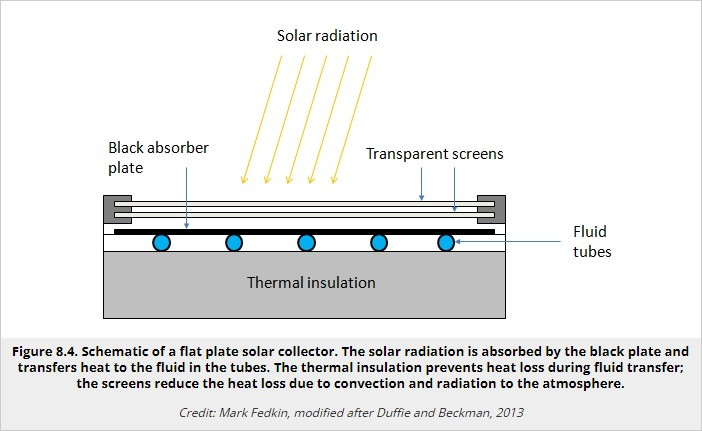 Solar radiation
Black absorber
plate
Transparent screens
Fluid
tubes
Thermal insulation
Figure 8.4. Schematic of a flat plate solar collector. The solar radiation is absorbed by the black plate and
transfers heat to the fluid in the tubes. The thermal insulation prevents heat loss during fluid transfer;
the screens reduce the heat loss due to convection and radiation to the atmosphere.
Credit: Mark Fedkin, modified after Duffie and Beckman, 2013